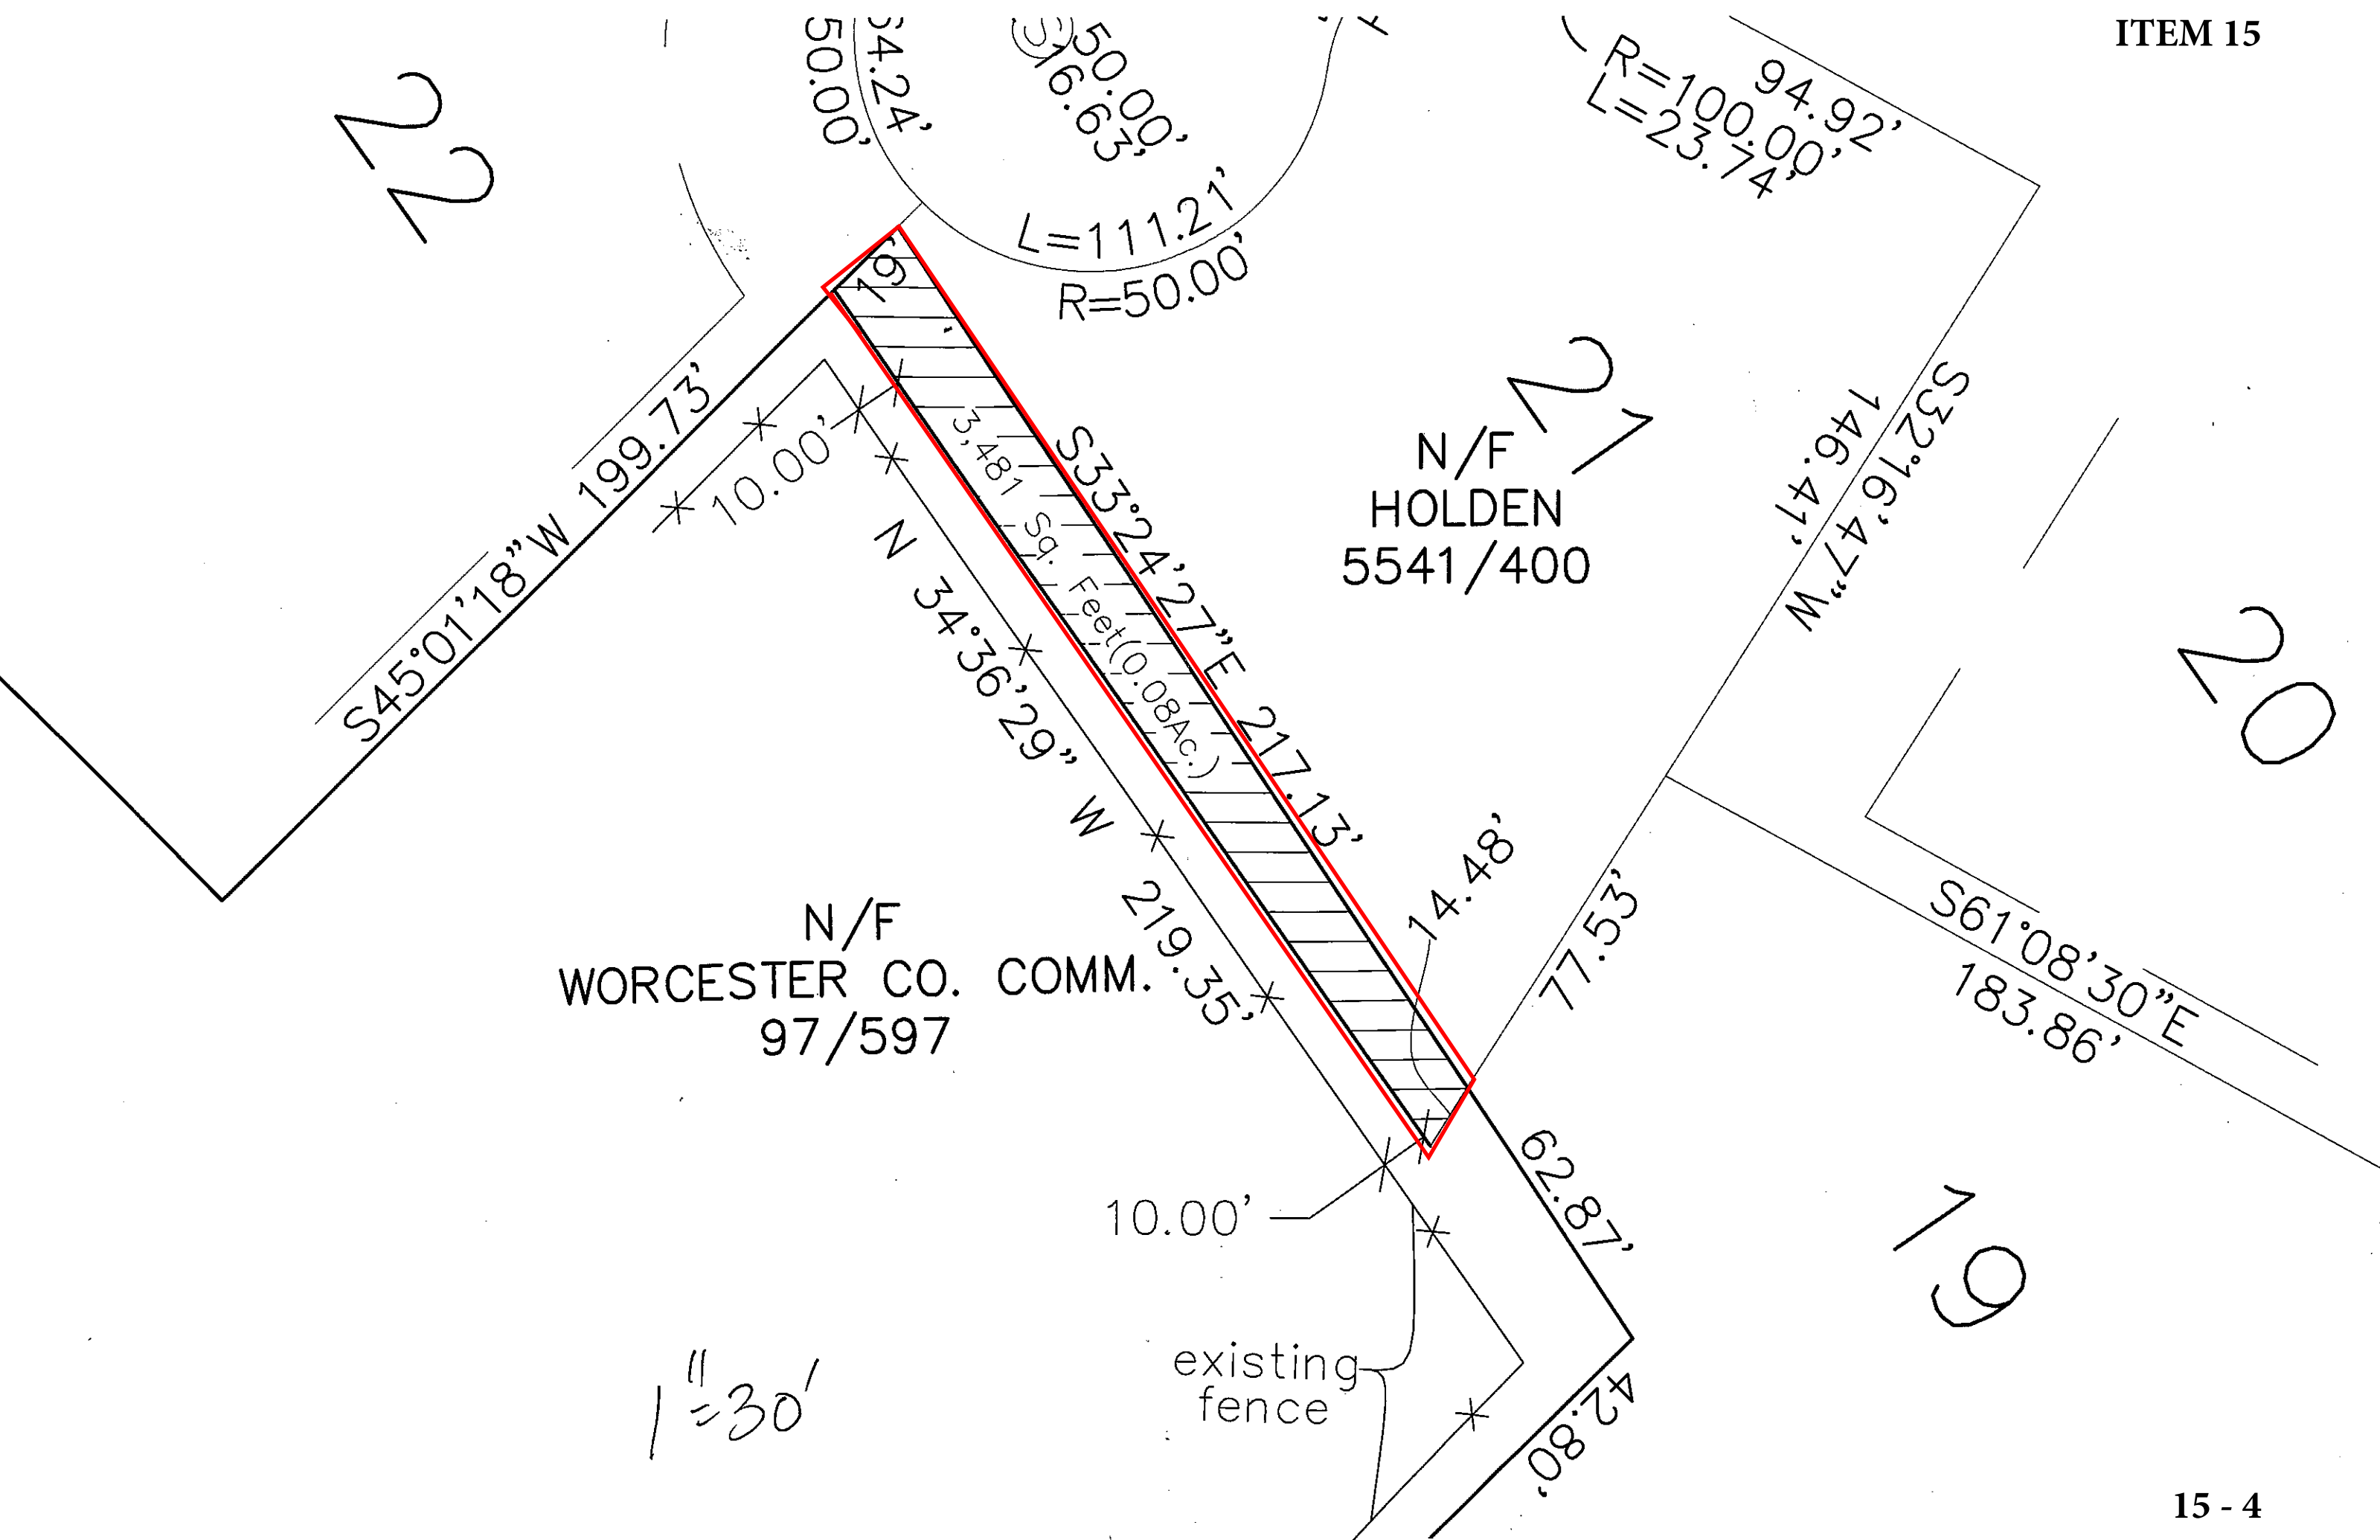 ITEM 15
22
50.00'
64.24'
50.00'
16.63'
L=111.21'
R=50.00'
94.92'
R=100.00'
L=23.74'
19'
S45°01'18"W 199.73'
10.00'
3,481 Sq. Feet(0.08Ac.)
S33°24'27"E 217.13'
N 34°36'29" W 219.35'
21
N/F
HOLDEN
5541/400
S32°16'47"W
146.41'
20
14.48'
77.53'
S61°08'30"E
183.86'
N/F
WORCESTER CO. COMM.
97/597
10.00'
62.87'
19
existing
fence
42.80'
1"=30'
15 - 4